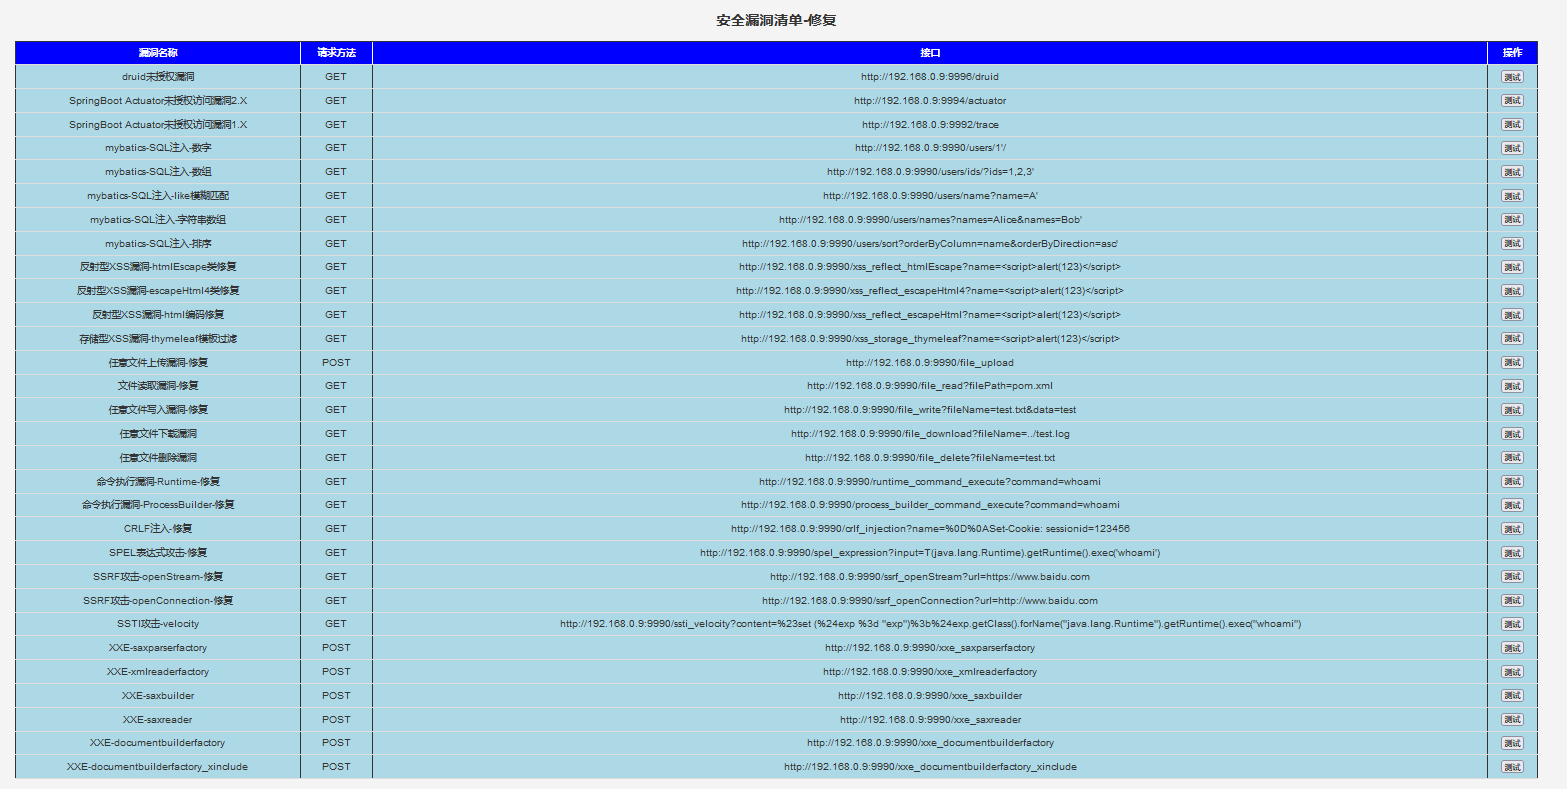 安全漏洞清单-修复
漏洞名称 请求方法 接口 操作
druid未授权漏洞 GET http://192.168.0.9:9996/druid 测试
SpringBoot Actuator未授权访问漏洞2.X GET http://192.168.0.9:9994/actuator 测试
SpringBoot Actuator未授权访问漏洞1.X GET http://192.168.0.9:9992/trace 测试
mybatics-SQL注入-数字 GET http://192.168.0.9:9990/users/1'/ 测试
mybatics-SQL注入-数组 GET http://192.168.0.9:9990/users/ids/?ids=1,2,3' 测试
mybatics-SQL注入-like模糊匹配 GET http://192.168.0.9:9990/users/name?name=A' 测试
mybatics-SQL注入-字符串数组 GET http://192.168.0.9:9990/users/names?names=Alice&names=Bob' 测试
mybatics-SQL注入-排序 GET http://192.168.0.9:9990/users/sort?orderByColumn=name&orderByDirection=asc' 测试
反射型XSS漏洞-htmlEscape类修复 GET http://192.168.0.9:9990/xss_reflect_htmlEscape?name=<script>alert(123)</script> 测试
反射型XSS漏洞-escapeHtml4类修复 GET http://192.168.0.9:9990/xss_reflect_escapeHtml4?name=<script>alert(123)</script> 测试
反射型XSS漏洞-html编码修复 GET http://192.168.0.9:9990/xss_reflect_escapeHtml?name=<script>alert(123)</script> 测试
存储型XSS漏洞-thymeleaf模板过滤 GET http://192.168.0.9:9990/xss_storage_thymeleaf?name=<script>alert(123)</script> 测试
任意文件上传漏洞-修复 POST http://192.168.0.9:9990/file_upload 测试
文件读取漏洞-修复 GET http://192.168.0.9:9990/file_read?filePath=pom.xml 测试
任意文件写入漏洞-修复 GET http://192.168.0.9:9990/file_write?fileName=test.txt&data=test 测试
任意文件下载漏洞 GET http://192.168.0.9:9990/file_download?fileName=../test.log 测试
任意文件删除漏洞 GET http://192.168.0.9:9990/file_delete?fileName=test.txt 测试
命令执行漏洞-Runtime-修复 GET http://192.168.0.9:9990/runtime_command_execute?command=whoami 测试
命令执行漏洞-ProcessBuilder-修复 GET http://192.168.0.9:9990/process_builder_command_execute?command=whoami 测试
CRLF注入-修复 GET http://192.168.0.9:9990/crlf_injection?name=%0D%0ASet-Cookie: sessionid=123456 测试
SPEL表达式攻击-修复 GET http://192.168.0.9:9990/spel_expression?input=T(java.lang.Runtime).getRuntime().exec('whoami') 测试
SSRF攻击-openStream-修复 GET http://192.168.0.9:9990/ssrf_openStream?url=https://www.baidu.com 测试
SSRF攻击-openConnection-修复 GET http://192.168.0.9:9990/ssrf_openConnection?url=http://www.baidu.com 测试
SSTI攻击-velocity GET http://192.168.0.9:9990/ssti_velocity?content=%23set (%24exp %3d "exp")%3b%24exp.getClass().forName("java.lang.Runtime").getRuntime().exec("whoami") 测试
XXE-saxparserfactory POST http://192.168.0.9:9990/xxe_saxparserfactory 测试
XXE-xmlreaderfactory POST http://192.168.0.9:9990/xxe_xmlreaderfactory 测试
XXE-saxbuilder POST http://192.168.0.9:9990/xxe_saxbuilder 测试
XXE-saxreader POST http://192.168.0.9:9990/xxe_saxreader 测试
XXE-documentbuilderfactory POST http://192.168.0.9:9990/xxe_documentbuilderfactory 测试
XXE-documentbuilderfactory_xinclude POST http://192.168.0.9:9990/xxe_documentbuilderfactory_xinclude 测试